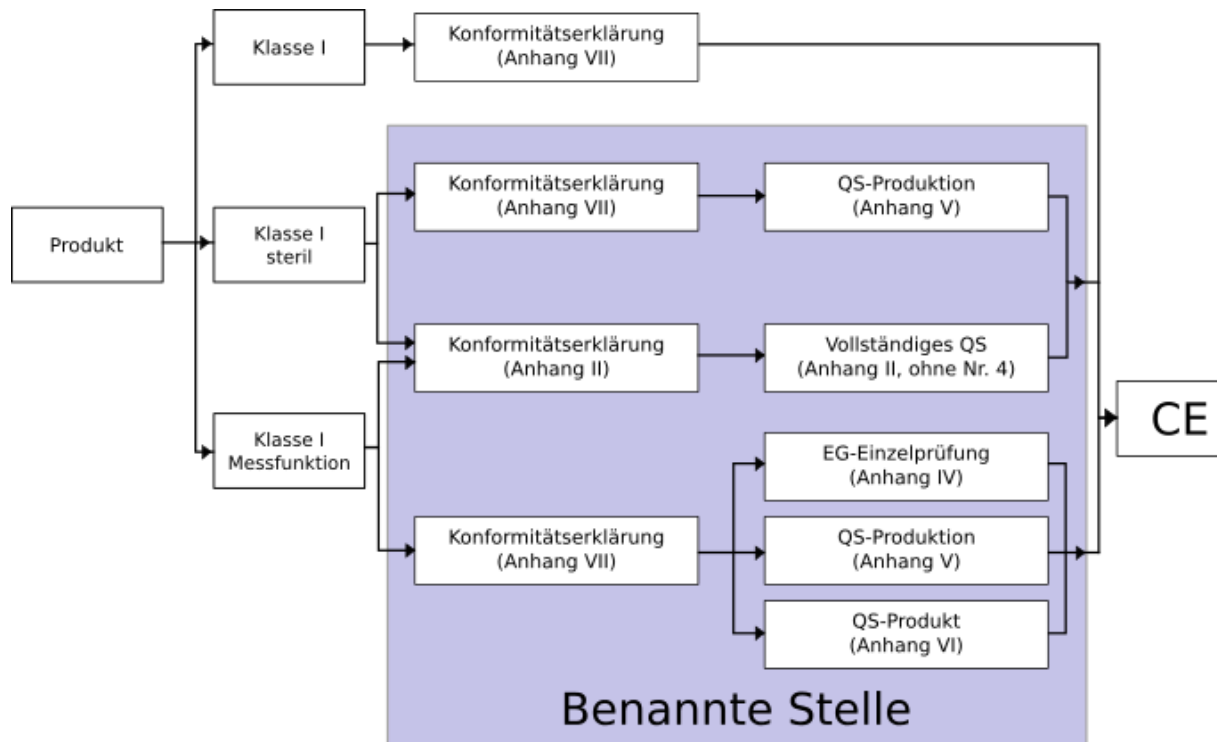 Klasse I
Konformitätserklärung
(Anhang VII)
Konformitätserklärung
(Anhang VII)
QS-Produktion
(Anhang V)
Produkt
Klasse I
steril
Konformitätserklärung
(Anhang II)
Vollständiges QS
(Anhang II, ohne Nr. 4)
CE
Klasse I
Messfunktion
EG-Einzelprüfung
(Anhang IV)
Konformitätserklärung
(Anhang VII)
QS-Produktion
(Anhang V)
QS-Produkt
(Anhang VI)
Benannte Stelle